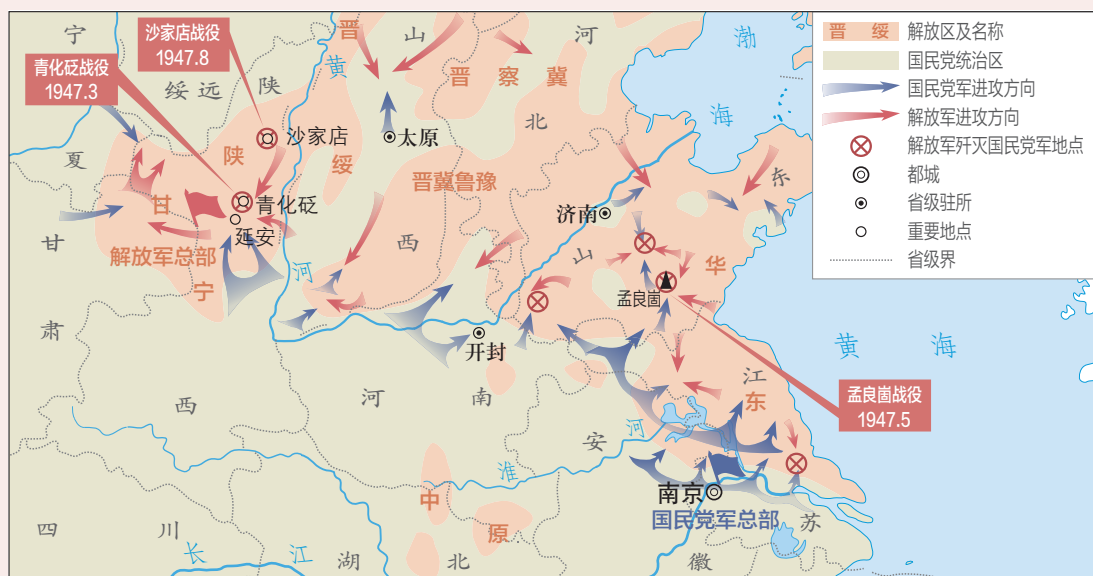 沙家店战役
1947.8
青化砭战役
1947.3
孟良崮战役
1947.5
晋 绥 解放区及名称
国民党统治区
国民党军进攻方向
解放军进攻方向
解放军歼灭国民党军地点
都城
省级驻所
重要地点
省级界
宁
夏
绥远
陕
西
甘
肃
山
西
河
北
山
东
河
南
江
苏
安
徽
湖
北
四
川
晋
绥
晋 察 冀
晋冀鲁豫
陕
甘
宁
华
东
中
原
黄
河
淮
河
长
江
渤
海
黄
海
沙家店
青化砭
延安
解放军总部
太原
济南
孟良崮
开封
南京
国民党军总部